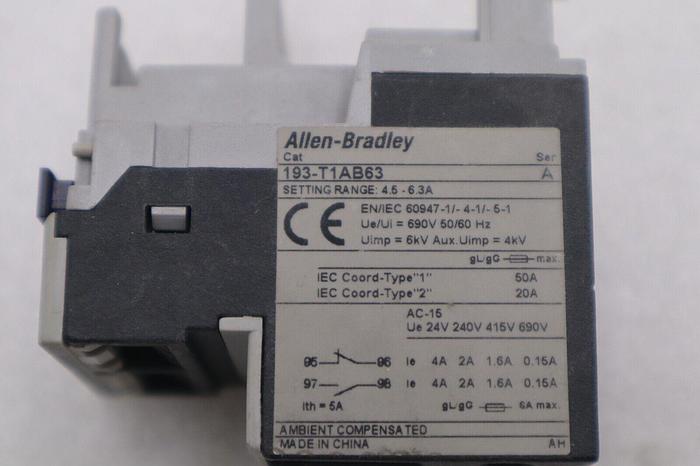 Allen-Bradley
Cat Ser
193-T1AB63 A
SETTING RANGE: 4.5 - 6.3A
CE EN/IEC 60947-1/- 4-1/- 5-1
Ue/Ui = 690V 50/60 Hz
Uimp = 6kV Aux.Uimp = 4kV
gL/gG max.
IEC Coord-Type"1" 50A
IEC Coord-Type"2" 20A
AC-15
Ue 24V 240V 415V 690V
95 96 Ie 4A 2A 1.6A 0.15A
97 98 Ie 4A 2A 1.6A 0.15A
Ith = 5A gL/gG 6A max.
AMBIENT COMPENSATED
MADE IN CHINA AH